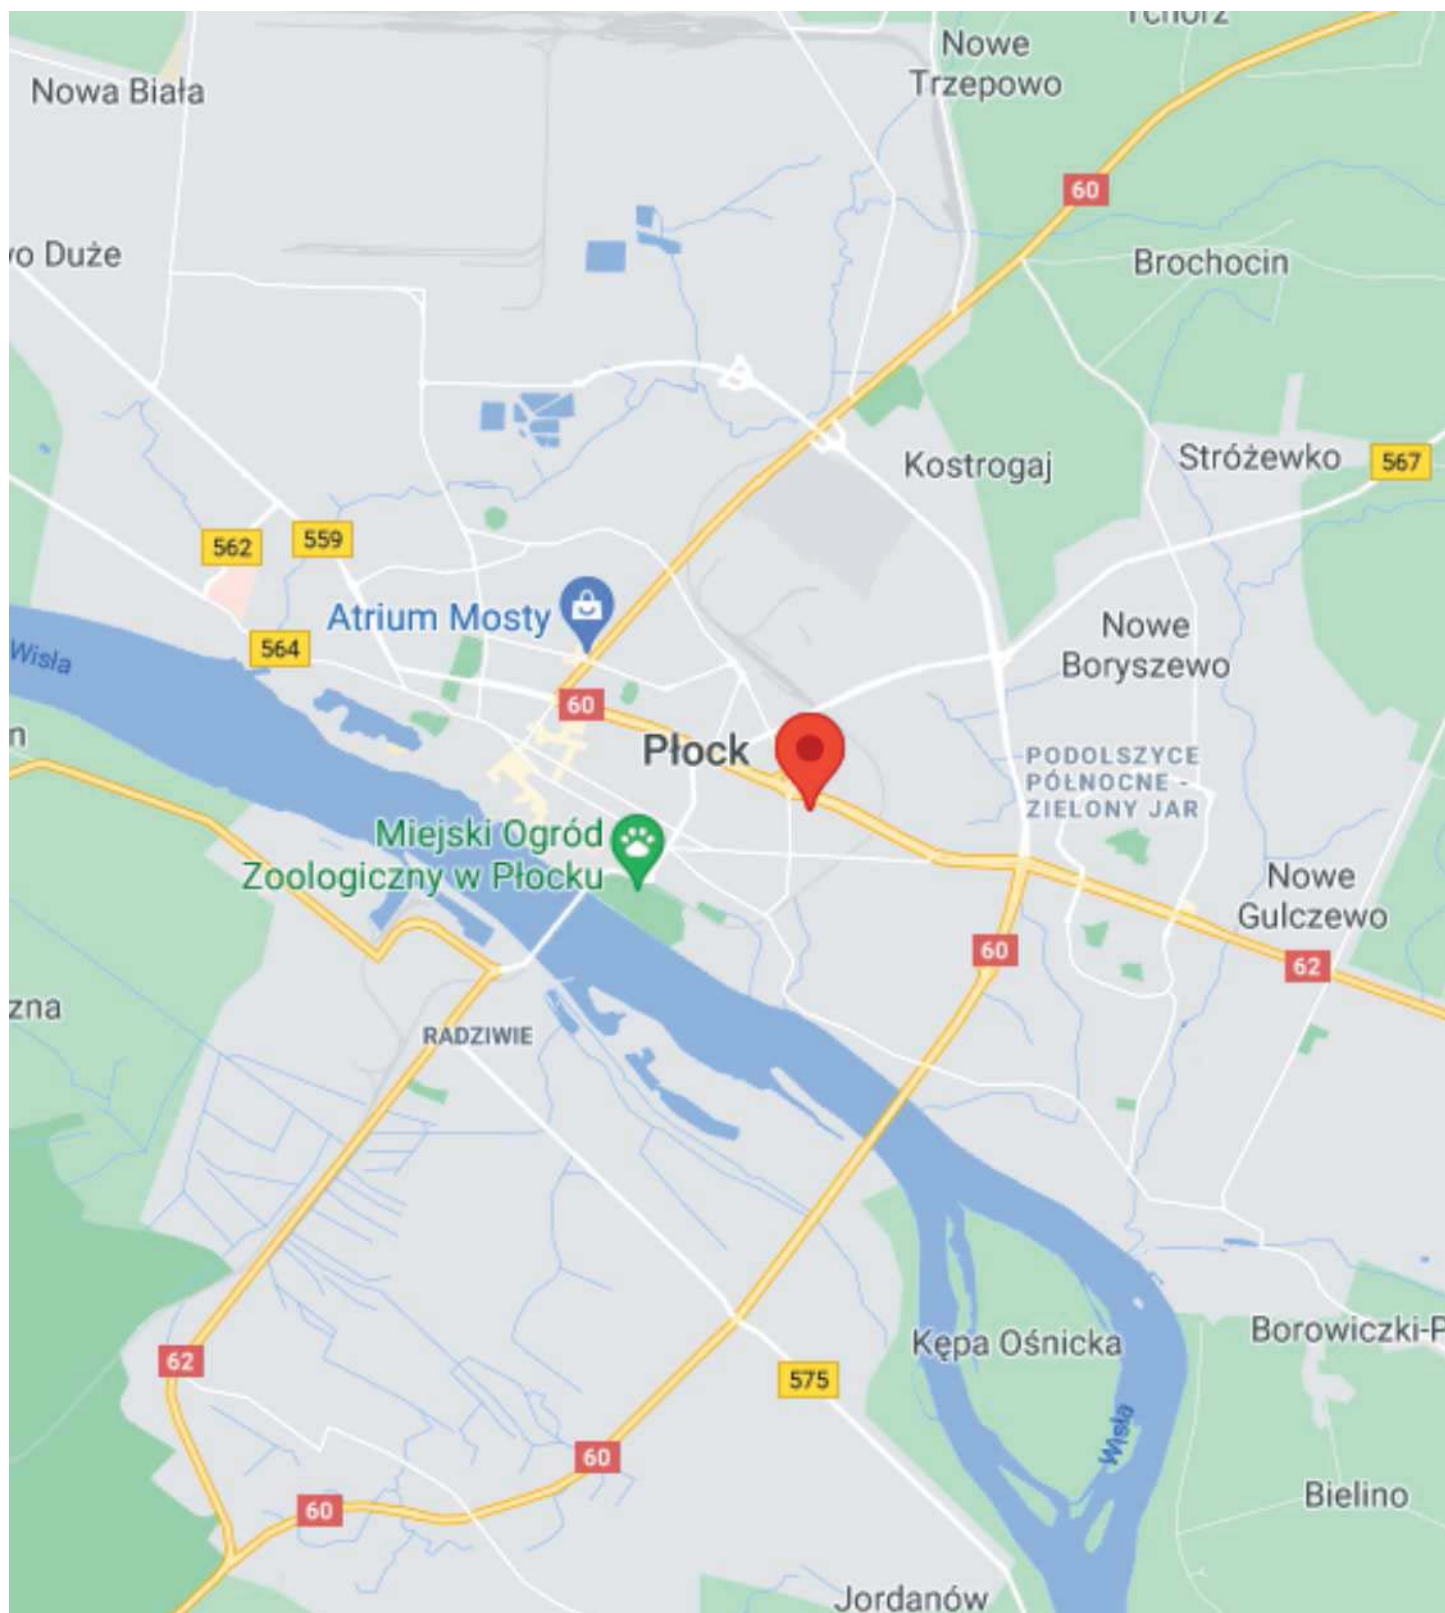 Tchórz
Nowe
Trzepowo
Nowa Biała
60
vo Duże
Brochocin
Kostrogaj
Stróżewko
567
562
559
Atrium Mosty
564
Wisła
Nowe
Boryszewo
60
n
Płock
PODOLSZYCE
PÓŁNOCNE -
ZIELONY JAR
Miejski Ogród
Zoologiczny w Płocku
Nowe
Gulczewo
60
62
zna
RADZIWIE
Kępa Ośnicka
Borowiczki-P
62
575
Wisła
60
60
Bielino
Jordanów